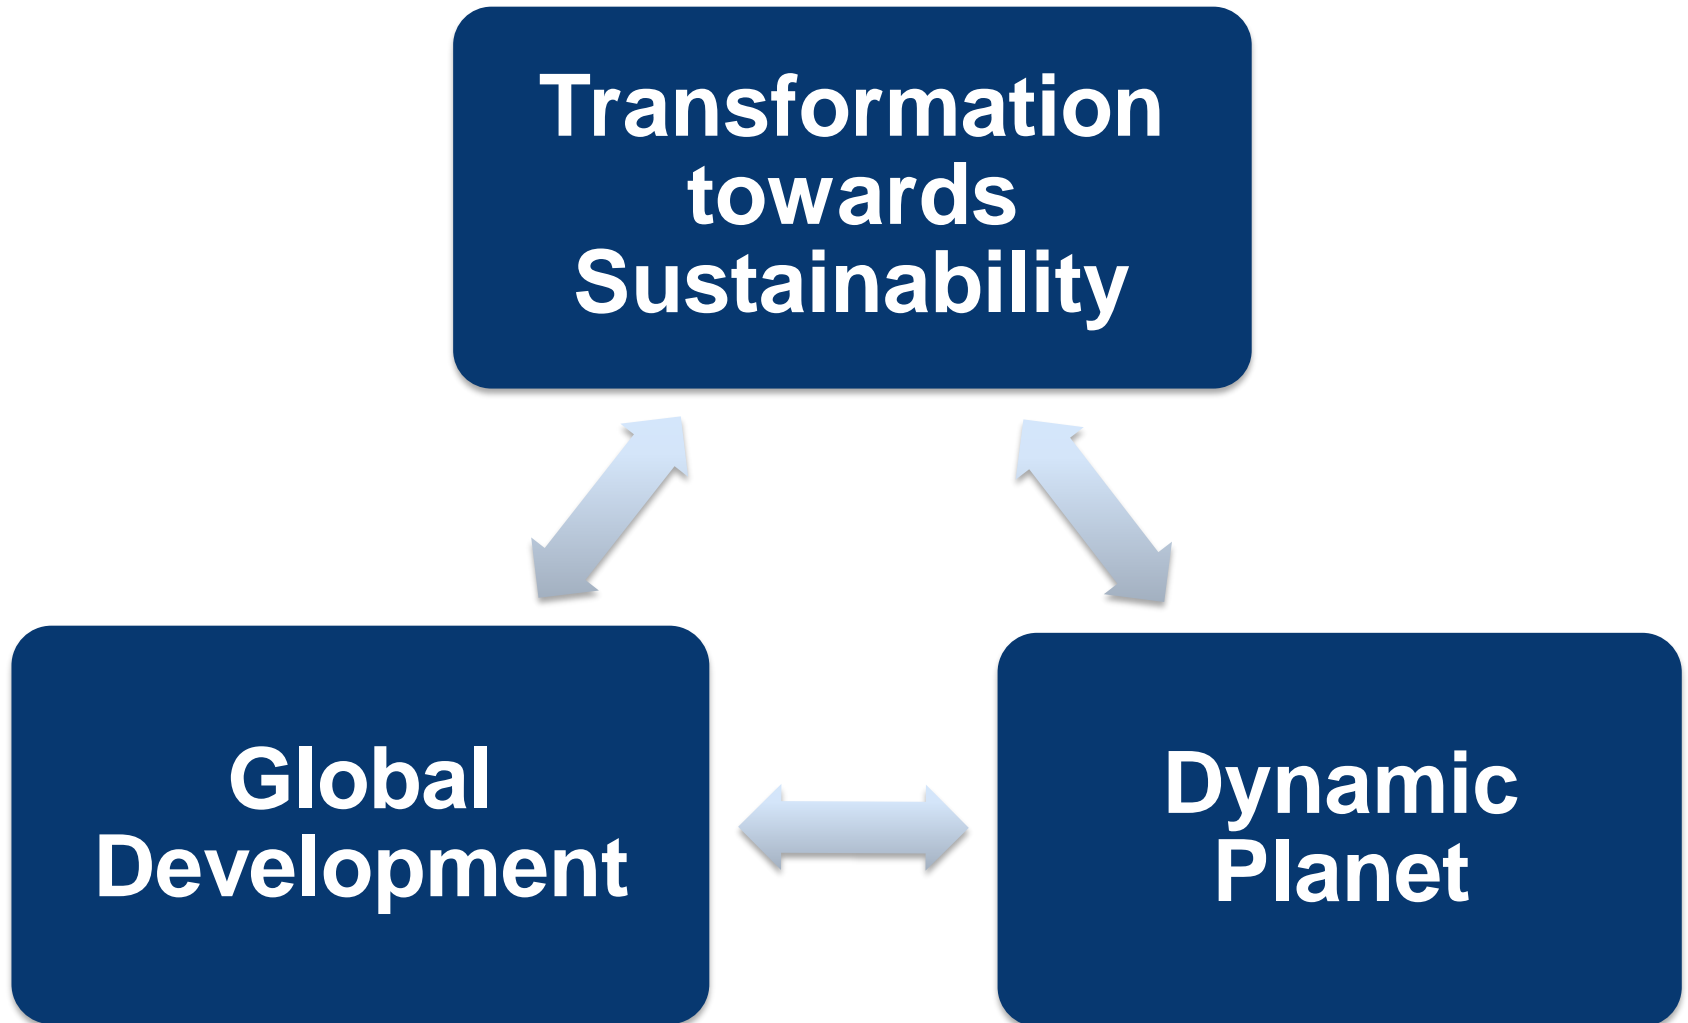 Transformation
towards
Sustainability
Global
Development
Dynamic
Planet